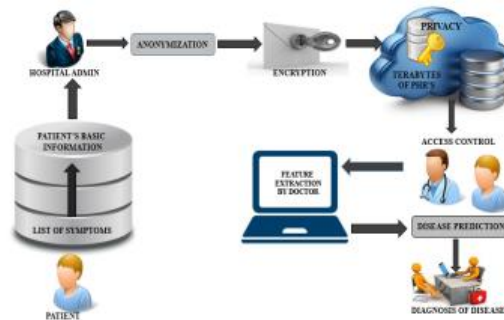 PRIVACY
HOSPITAL ADMIN
ANONYMIZATION
ENCRYPTION
TERABYTES
OF PHR'S
PATIENT'S BASIC
INFORMATION
LIST OF SYMPTOMS
PATIENT
ACCESS CONTROL
FEATURE
EXTRACTION
BY DOCTOR
DISEASE PREDICTION
DIAGNOSIS OF DISEASE